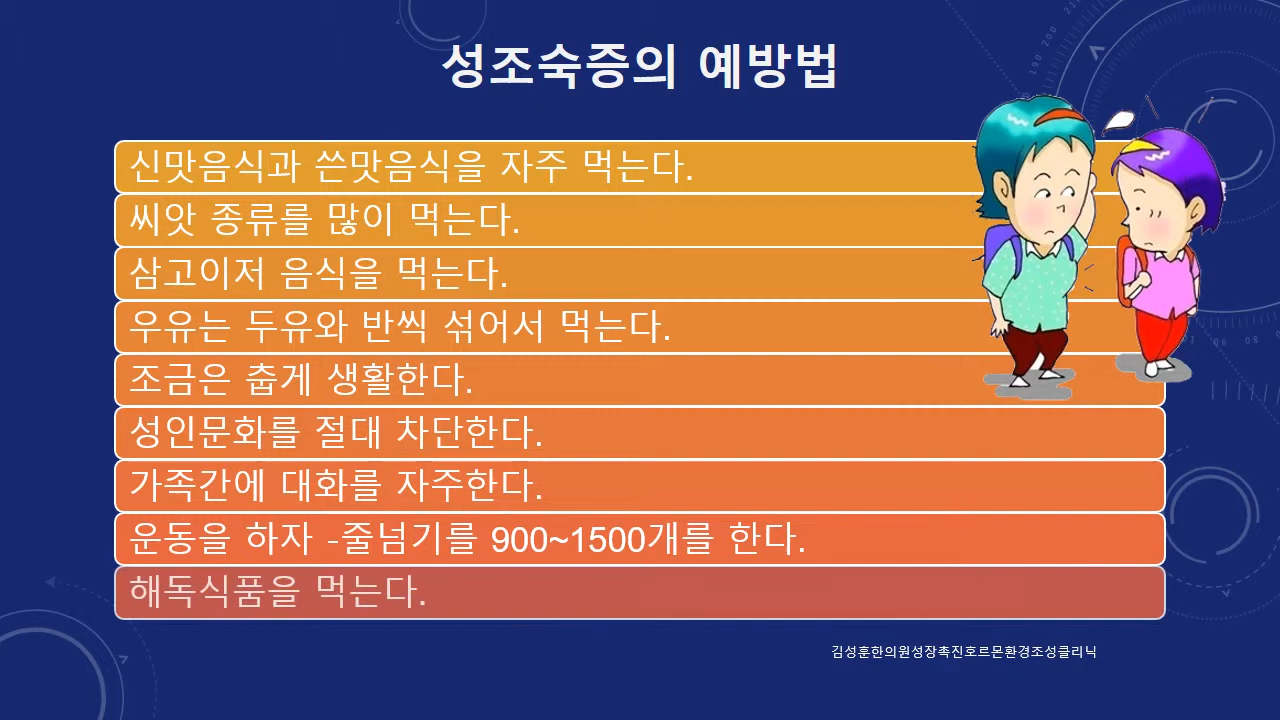 성조숙증의 예방법
신맛음식과 쓴맛음식을 자주 먹는다.
씨앗 종류를 많이 먹는다.
삼고이저 음식을 먹는다.
우유는 두유와 반씩 섞어서 먹는다.
조금은 춥게 생활한다.
성인문화를 절대 차단한다.
가족간에 대화를 자주한다.
운동을 하자 -줄넘기를 900~1500개를 한다.
해독식품을 먹는다.
김성훈한의원성장촉진호르몬환경조성클리닉